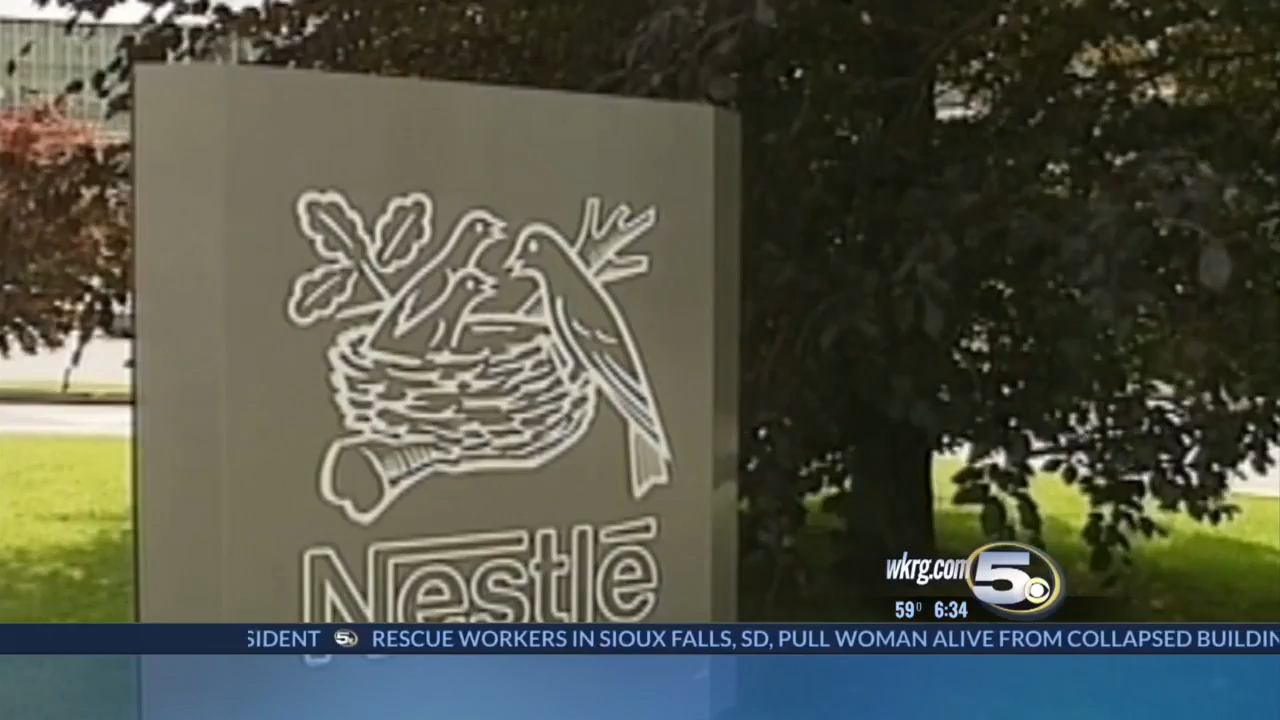 Nestlé
wkrg.com 5
59° 6:34
SIDENT 5 RESCUE WORKERS IN SIOUX FALLS, SD, PULL WOMAN ALIVE FROM COLLAPSED BUILDIN